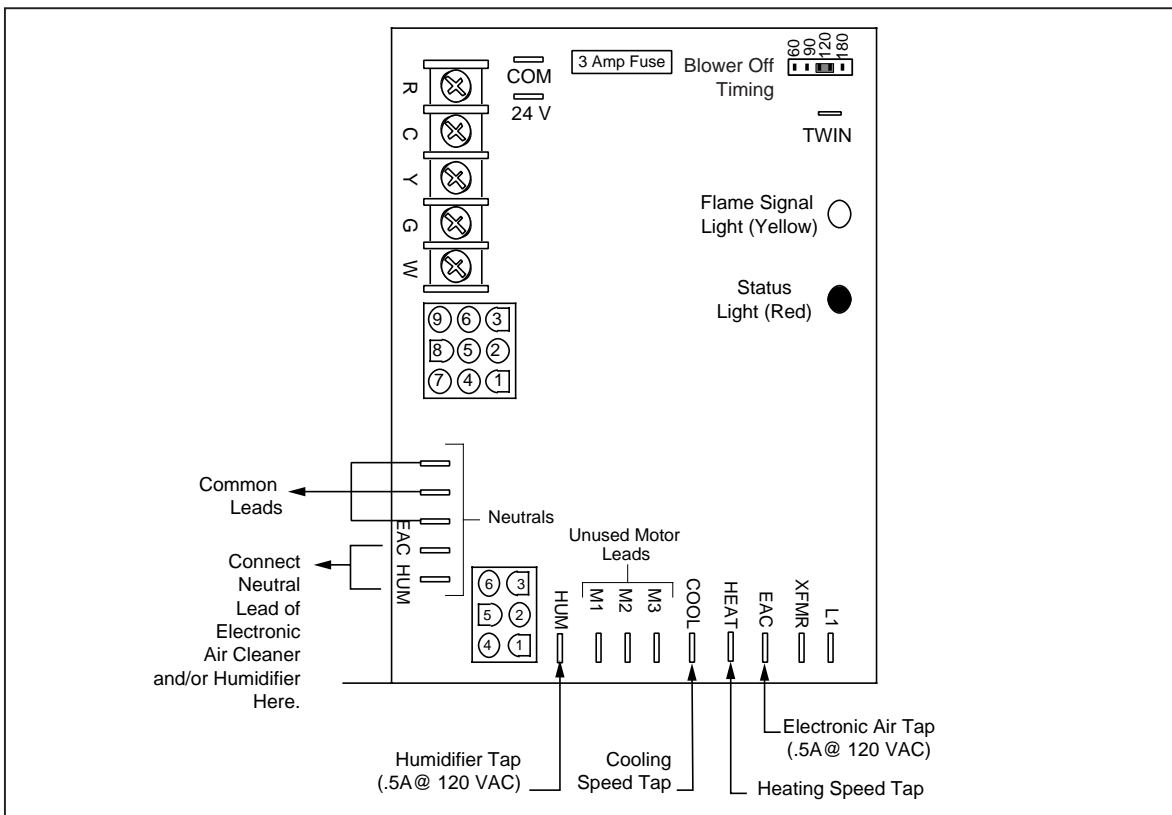 60
90
120
180
3 Amp Fuse
Blower Off
Timing
COM
24 V
TWIN
R
C
Y
G
W
Flame Signal
Light (Yellow)
Status
Light (Red)
9 6 3
8 5 2
7 4 1
Common
Leads
Neutrals
EAC HUM
Connect
Neutral
Lead of
Electronic
Air Cleaner
and/or Humidifier
Here.
Unused Motor
Leads
6 3
5 2
4 1
HUM
M1
M2
M3
COOL
HEAT
EAC
XFMR
L1
Humidifier Tap
(.5A@ 120 VAC)
Cooling
Speed Tap
Electronic Air Tap
(.5A@ 120 VAC)
Heating Speed Tap